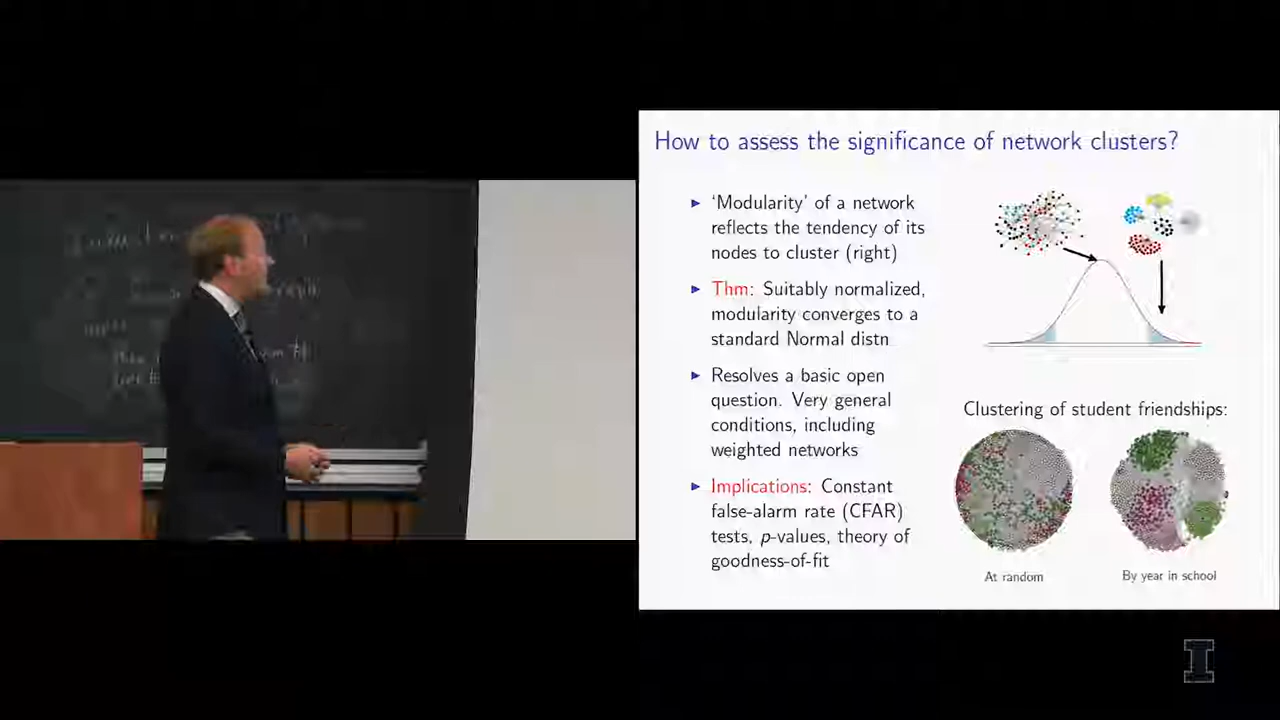 How to assess the significance of network clusters?
► ‘Modularity’ of a network
reflects the tendency of its
nodes to cluster (right)
► Thm: Suitably normalized,
modularity converges to a
standard Normal distn
► Resolves a basic open
question. Very general
conditions, including
weighted networks
► Implications: Constant
false-alarm rate (CFAR)
tests, p-values, theory of
goodness-of-fit
Clustering of student friendships:
At random
By year in school
I